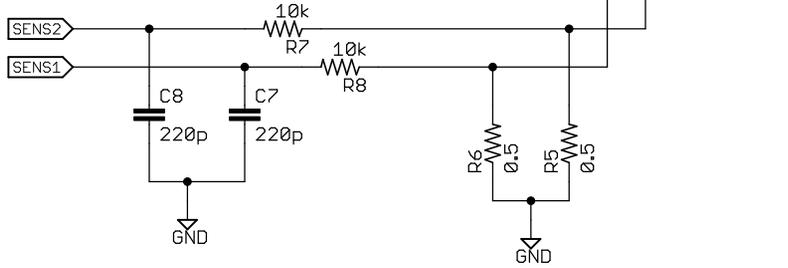 10k
SENS2
R7
10k
SENS1
R8
C8
C7
220p
220p
R6
0.5
R5
0.5
GND
GND